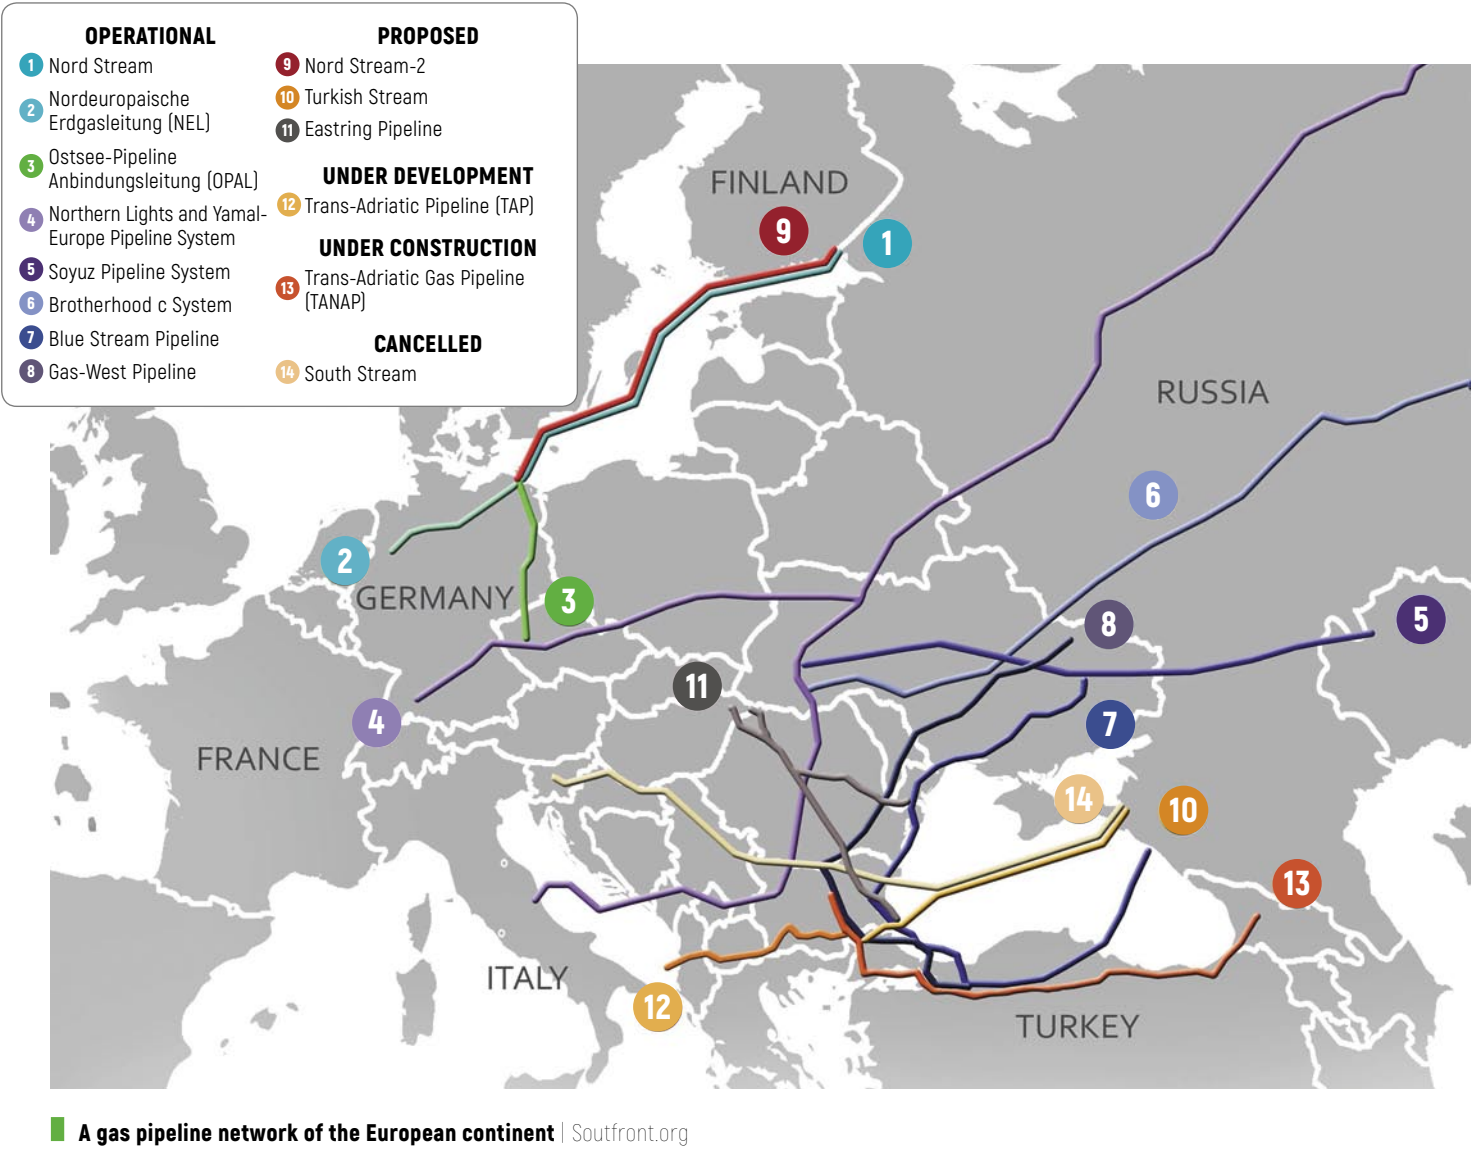 OPERATIONAL
1 Nord Stream
2 Nordeuropaische
Erdgasleitung (NEL)
3 Ostsee-Pipeline
Anbindungsleitung (OPAL)
4 Northern Lights and Yamal-
Europe Pipeline System
5 Soyuz Pipeline System
6 Brotherhood c System
7 Blue Stream Pipeline
8 Gas-West Pipeline
PROPOSED
9 Nord Stream-2
10 Turkish Stream
11 Eastring Pipeline
UNDER DEVELOPMENT
12 Trans-Adriatic Pipeline (TAP)
UNDER CONSTRUCTION
13 Trans-Adriatic Gas Pipeline
(TANAP)
CANCELLED
14 South Stream
FINLAND
9
1
RUSSIA
6
2
GERMANY
3
8
5
11
4
7
FRANCE
14
10
13
ITALY
12
TURKEY
A gas pipeline network of the European continent | Soutfront.org